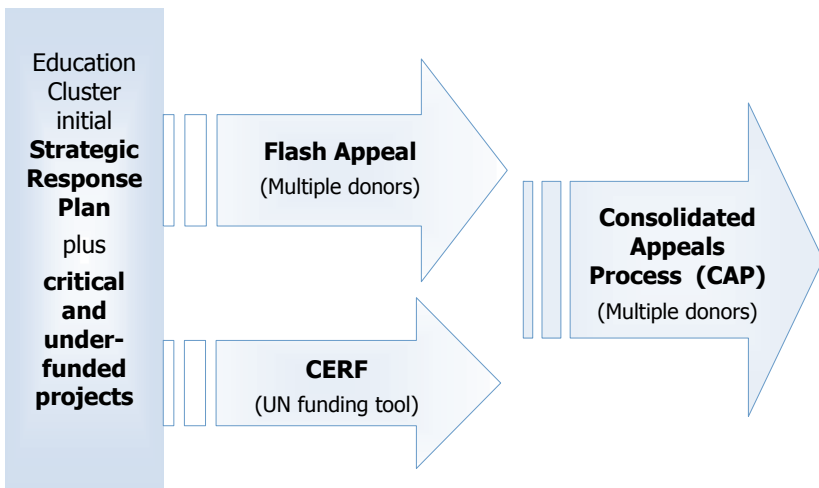 Education
Cluster
initial
Strategic
Response
Plan
plus
critical
and
under-
funded
projects
Flash Appeal
(Multiple donors)
CERF
(UN funding tool)
Consolidated
Appeals
Process (CAP)
(Multiple donors)